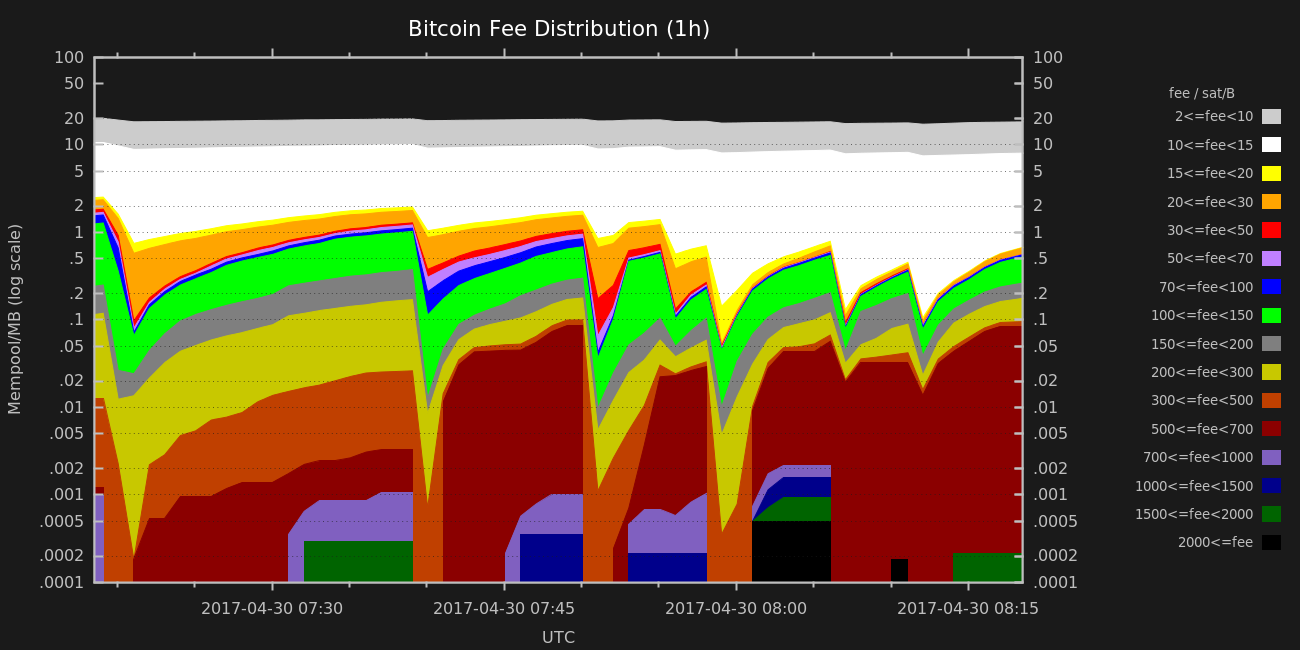 Bitcoin Fee Distribution (1h)
Mempool/MB (log scale)
100
50
20
10
5
2
1
.5
.2
.1
.05
.02
.01
.005
.002
.001
.0005
.0002
.0001
100
50
20
10
5
2
1
.5
.2
.1
.05
.02
.01
.005
.002
.001
.0005
.0002
.0001
2017-04-30 07:30
2017-04-30 07:45
2017-04-30 08:00
2017-04-30 08:15
UTC
fee / sat/B
2<=fee<10
10<=fee<15
15<=fee<20
20<=fee<30
30<=fee<50
50<=fee<70
70<=fee<100
100<=fee<150
150<=fee<200
200<=fee<300
300<=fee<500
500<=fee<700
700<=fee<1000
1000<=fee<1500
1500<=fee<2000
2000<=fee